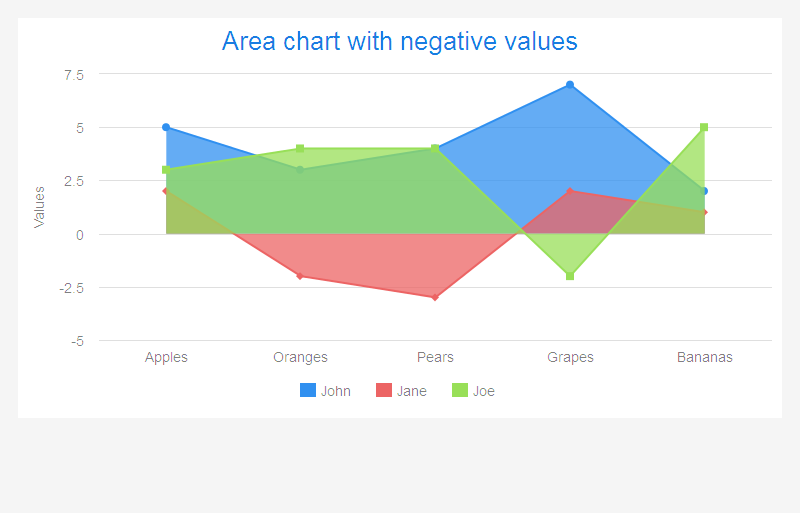 Area chart with negative values
7.5
5
2.5
0
-2.5
-5
Values
Apples Oranges Pears Grapes Bananas
John Jane Joe